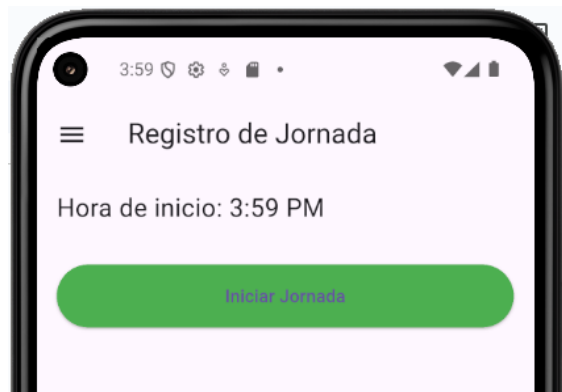 3:59
Registro de Jornada
Hora de inicio: 3:59 PM
Iniciar Jornada